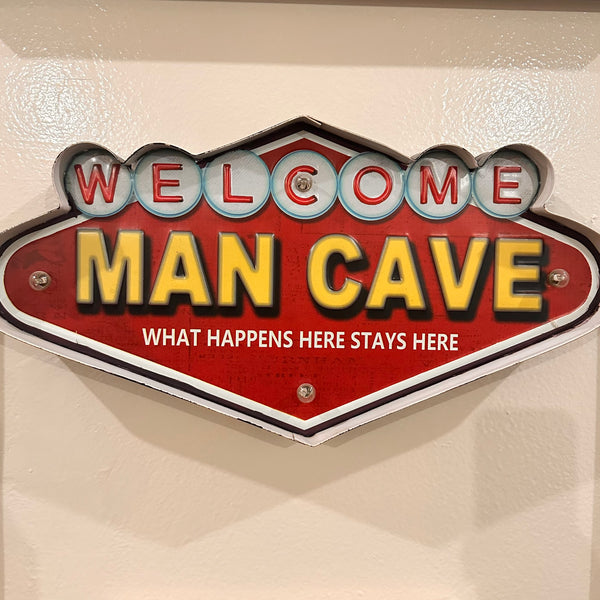 WELCOME
MAN CAVE
WHAT HAPPENS HERE STAYS HERE